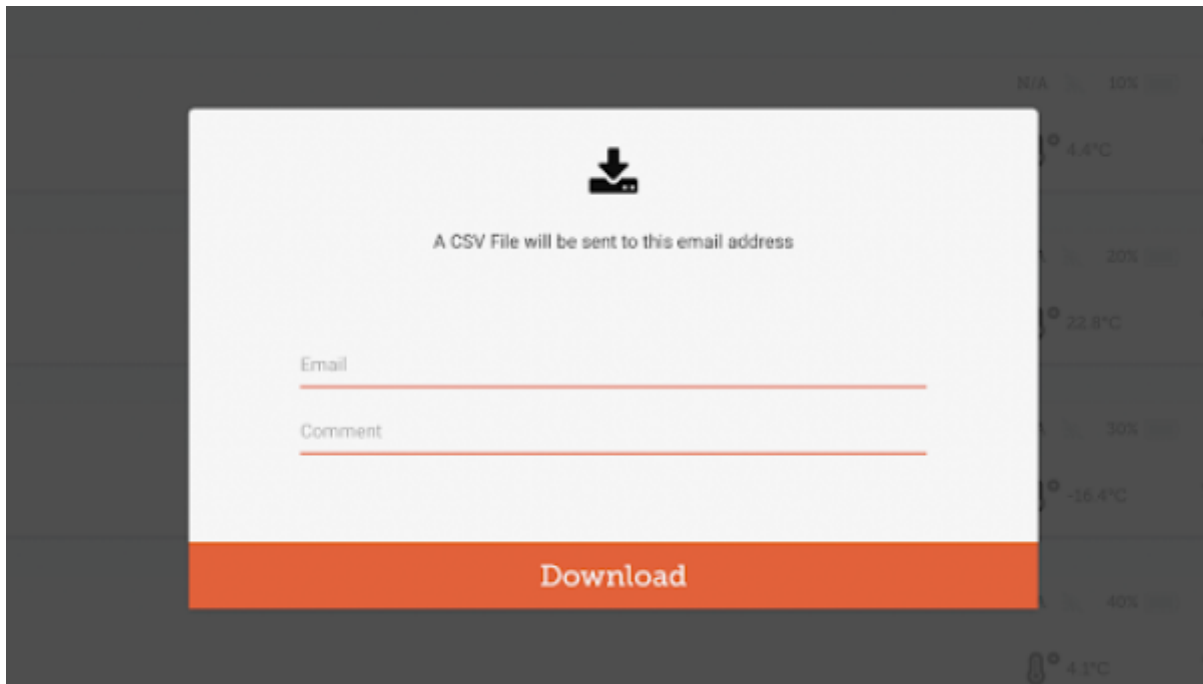 N/A 10%
4.4°C
A CSV File will be sent to this email address
20%
22.8°C
Email
Comment
30%
-16.4°C
Download
40%
4.1°C